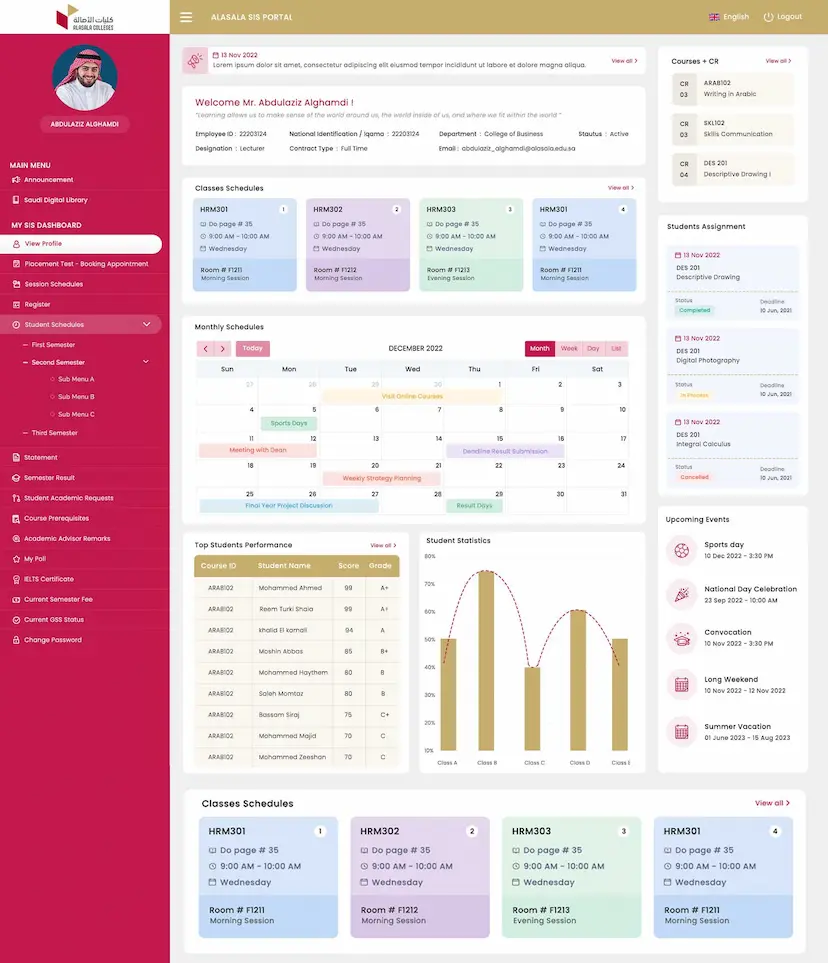 كليات الأصالة
ALASALA COLLEGES
ALASALA SIS PORTAL
English
Logout
ABDULAZIZ ALGHAMDI
MAIN MENU
Announcement
Saudi Digital Library
MY SIS DASHBOARD
View Profile
Placement Test - Booking Appointment
Session Schedules
Register
Student Schedules
First Semester
Second Semester
Sub Menu A
Sub Menu B
Sub Menu C
Third Semester
Statement
Semester Result
Student Academic Requests
Course Prerequisites
Academic Advisor Remarks
My Poll
IELTS Certificate
Current Semester Fee
Current GSS Status
Change Password
13 Nov 2022
Lorem ipsum dolor sit amet, consectetur adipiscing elit eiusmod tempor incididunt ut labore et dolore magna aliqua.
View all >
Welcome Mr. Abdulaziz Alghamdi !
"Learning allows us to make sense of the world around us, the world inside of us, and where we fit within the world "
Employee ID : 22203124 National Identification / Iqama : 22203124 Department : College of Business Stautus : Active
Designation : Lecturer Contract Type : Full Time Email : abdulaziz_alghamdi@alasala.edu.sa
Classes Schedules
View all >
HRM301 1
Do page # 35
9:00 AM - 10:00 AM
Wednesday
Room # F1211
Morning Session
HRM302 2
Do page # 35
9:00 AM - 10:00 AM
Wednesday
Room # F1212
Morning Session
HRM303 3
Do page # 35
9:00 AM - 10:00 AM
Wednesday
Room # F1213
Evening Session
HRM301 4
Do page # 35
9:00 AM - 10:00 AM
Wednesday
Room # F1211
Morning Session
Monthly Schedules
< > Today
DECEMBER 2022
Month Week Day List
Sun Mon Tue Wed Thu Fri Sat
27 28 29 30 1 2 3
Visit Online Courses
4 5 6 7 8 9 10
Sports Days
11 12 13 14 15 16 17
Meeting with Dean Deadline Result Submission
18 19 20 21 22 23 24
Weekly Strategy Planning
25 26 27 28 29 30 31
Final Year Project Discussion Result Days
Top Students Performance
View all >
Course ID Student Name Score Grade
ARAB102 Mohammed Ahmed 99 A+
ARAB102 Reem Turki Shaia 99 A+
ARAB102 khalid El kamali 94 A
ARAB102 Moshin Abbas 85 B+
ARAB102 Mohammed Haythem 80 B
ARAB102 Saleh Momtaz 80 B
ARAB102 Bassam Siraj 75 C+
ARAB102 Mohammed Majid 70 C
ARAB102 Mohammed Zeeshan 70 C
Student Statistics
80%
70%
60%
50%
40%
30%
20%
10%
Class A Class B Class C Class D Class E
Courses + CR
View all >
CR 03
ARAB102
Writing in Arabic
CR 03
SKL102
Skills Communication
CR 04
DES 201
Descriptive Drawing I
Students Assignment
13 Nov 2022
DES 201
Descriptive Drawing
Status Deadline
Completed 10 Jun, 2021
13 Nov 2022
DES 201
Digital Photography
Status Deadline
In Process 10 Jun, 2021
13 Nov 2022
DES 201
Integral Calculus
Status Deadline
Cancelled 10 Jun, 2021
Upcoming Events
Sports day
10 Dec 2022 - 3:30 PM
National Day Celebration
23 Sep 2022 - 10:00 AM
Convocation
10 Nov 2022 - 3:30 PM
Long Weekend
10 Nov 2022 - 12 Nov 2022
Summer Vacation
01 June 2023 - 15 Aug 2023
Classes Schedules
View all >
HRM301 1
Do page # 35
9:00 AM - 10:00 AM
Wednesday
Room # F1211
Morning Session
HRM302 2
Do page # 35
9:00 AM - 10:00 AM
Wednesday
Room # F1212
Morning Session
HRM303 3
Do page # 35
9:00 AM - 10:00 AM
Wednesday
Room # F1213
Evening Session
HRM301 4
Do page # 35
9:00 AM - 10:00 AM
Wednesday
Room # F1211
Morning Session